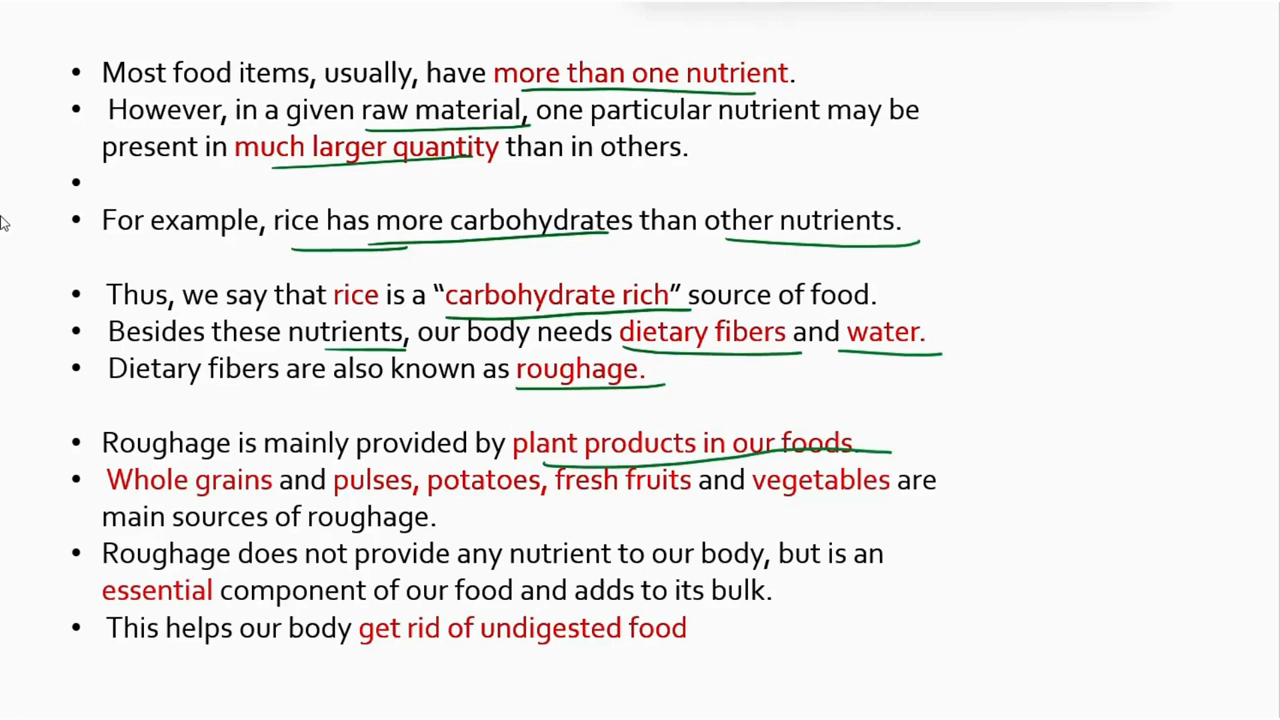 • Most food items, usually, have more than one nutrient.
• However, in a given raw material, one particular nutrient may be
present in much larger quantity than in others.
•
• For example, rice has more carbohydrates than other nutrients.
• Thus, we say that rice is a “carbohydrate rich” source of food.
• Besides these nutrients, our body needs dietary fibers and water.
• Dietary fibers are also known as roughage.
• Roughage is mainly provided by plant products in our foods.
• Whole grains and pulses, potatoes, fresh fruits and vegetables are
main sources of roughage.
• Roughage does not provide any nutrient to our body, but is an
essential component of our food and adds to its bulk.
• This helps our body get rid of undigested food